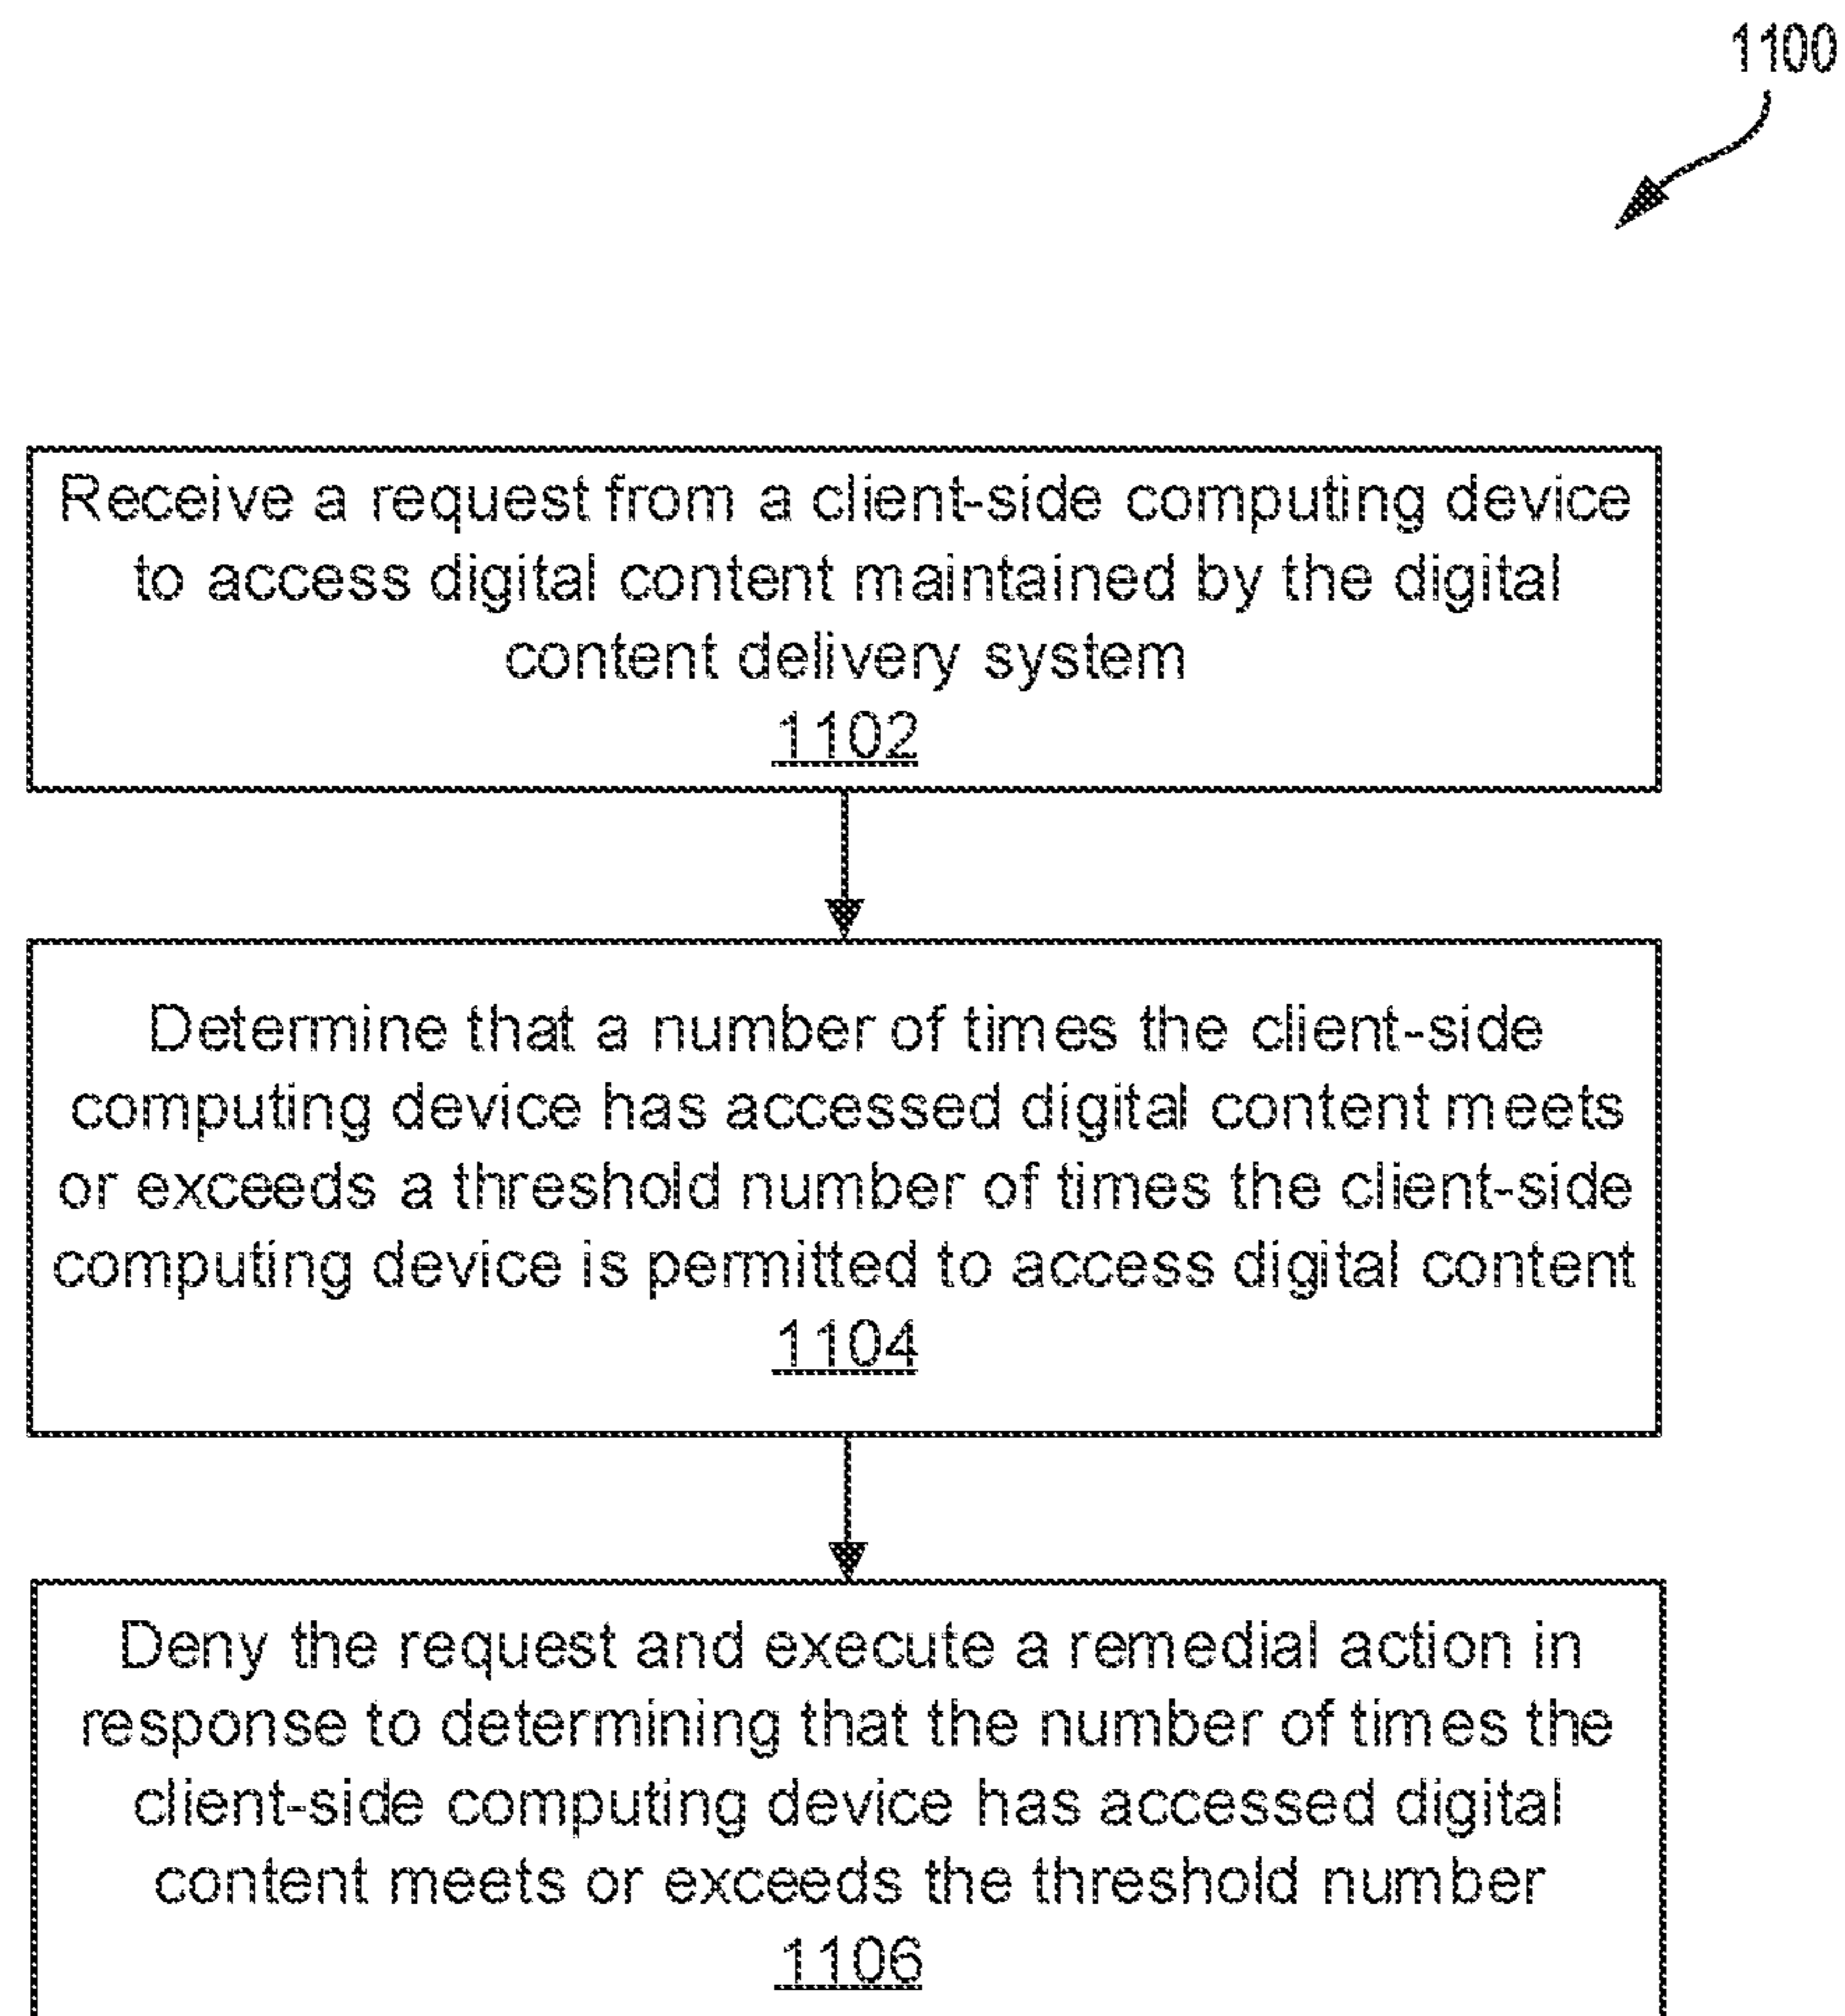 1100
Receive a request from a client-side computing device
to access digital content maintained by the digital
content delivery system
1102
Determine that a number of times the client-side
computing device has accessed digital content meets
or exceeds a threshold number of times the client-side
computing device is permitted to access digital content
1104
Deny the request and execute a remedial action in
response to determining that the number of times the
client-side computing device has accessed digital
content meets or exceeds the threshold number
1106